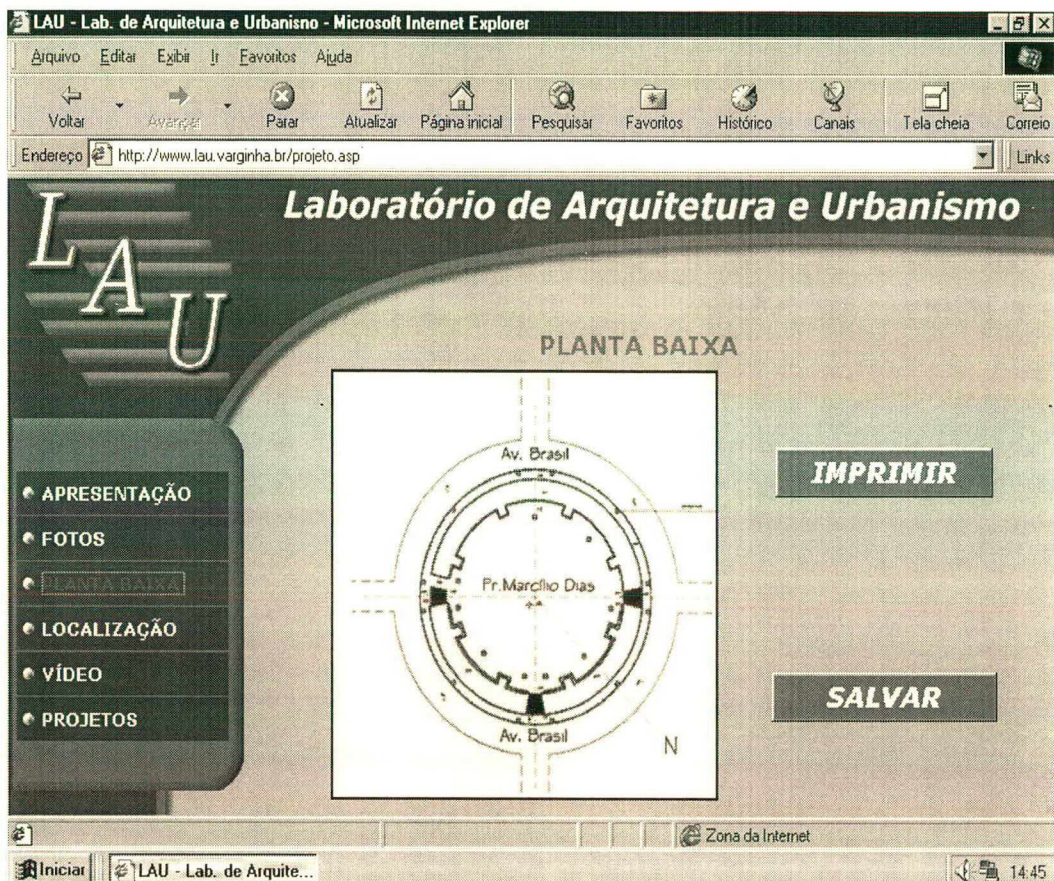 LAU - Lab. de Arquitetura e Urbanisno - Microsoft Internet Explorer
Arquivo Editar Exibir Ir Favoritos Ajuda
Voltar Avançar Parar Atualizar Página inicial Pesquisar Favoritos Histórico Canais Tela cheia Correio
Endereço http://www.lau.varginha.br/projeto.asp Links
LAU
Laboratório de Arquitetura e Urbanismo
PLANTA BAIXA
Av. Brasil
Pr. Marcílio Dias
Av. Brasil
N
IMPRIMIR
SALVAR
APRESENTAÇÃO
FOTOS
PLANTA BAIXA
LOCALIZAÇÃO
VÍDEO
PROJETOS
Zona da Internet
Iniciar LAU - Lab. de Arquite... 14:45